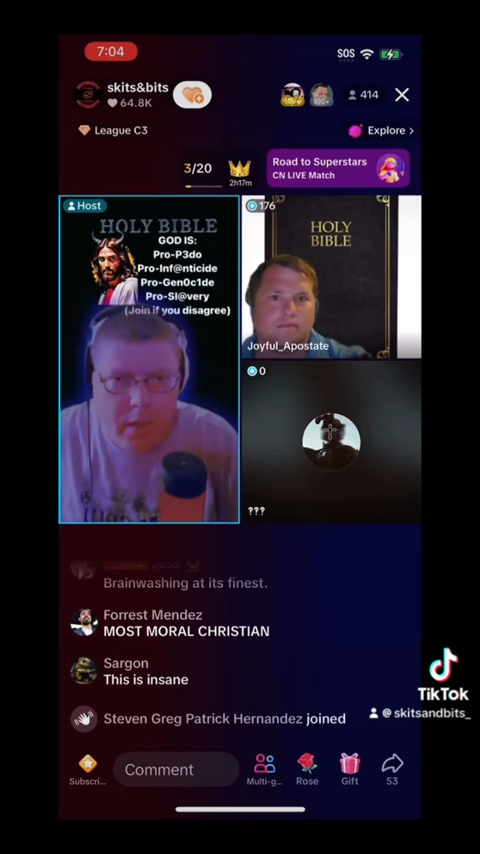 7:04
SOS
skits&bits
64.8K
414
League C3
Explore >
3/20
2h17m
Road to Superstars
CN LIVE Match
Host
HOLY BIBLE
GOD IS:
Pro-P3do
Pro-Inf@nticide
Pro-Gen0c1de
Pro-Sl@very
(Join if you disagree)
176
HOLY
BIBLE
Joyful_Apostate
0
???
Brainwashing at its finest.
Forrest Mendez
MOST MORAL CHRISTIAN
Sargon
This is insane
Steven Greg Patrick Hernandez joined
TikTok
@skitsandbits_
Subscri...
Comment
Multi-g...
Rose
Gift
53